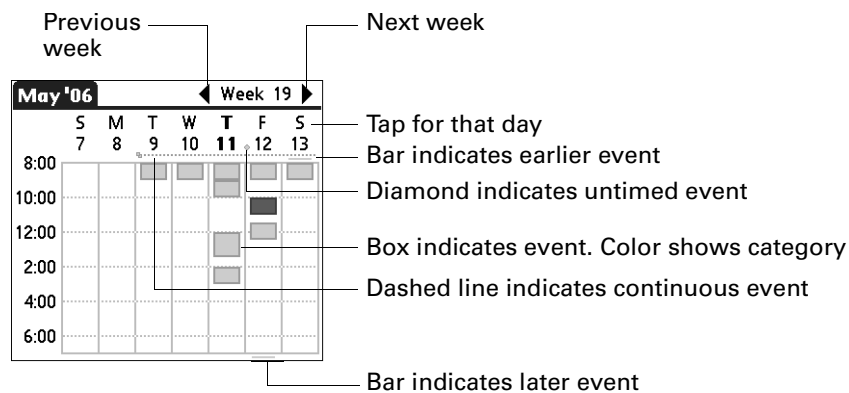 Previous
week
Next week
May '06
Week 19
S M T W T F S
7 8 9 10 11 12 13
Tap for that day
Bar indicates earlier event
8:00
Diamond indicates untimed event
10:00
12:00
Box indicates event. Color shows category
2:00
Dashed line indicates continuous event
4:00
6:00
Bar indicates later event